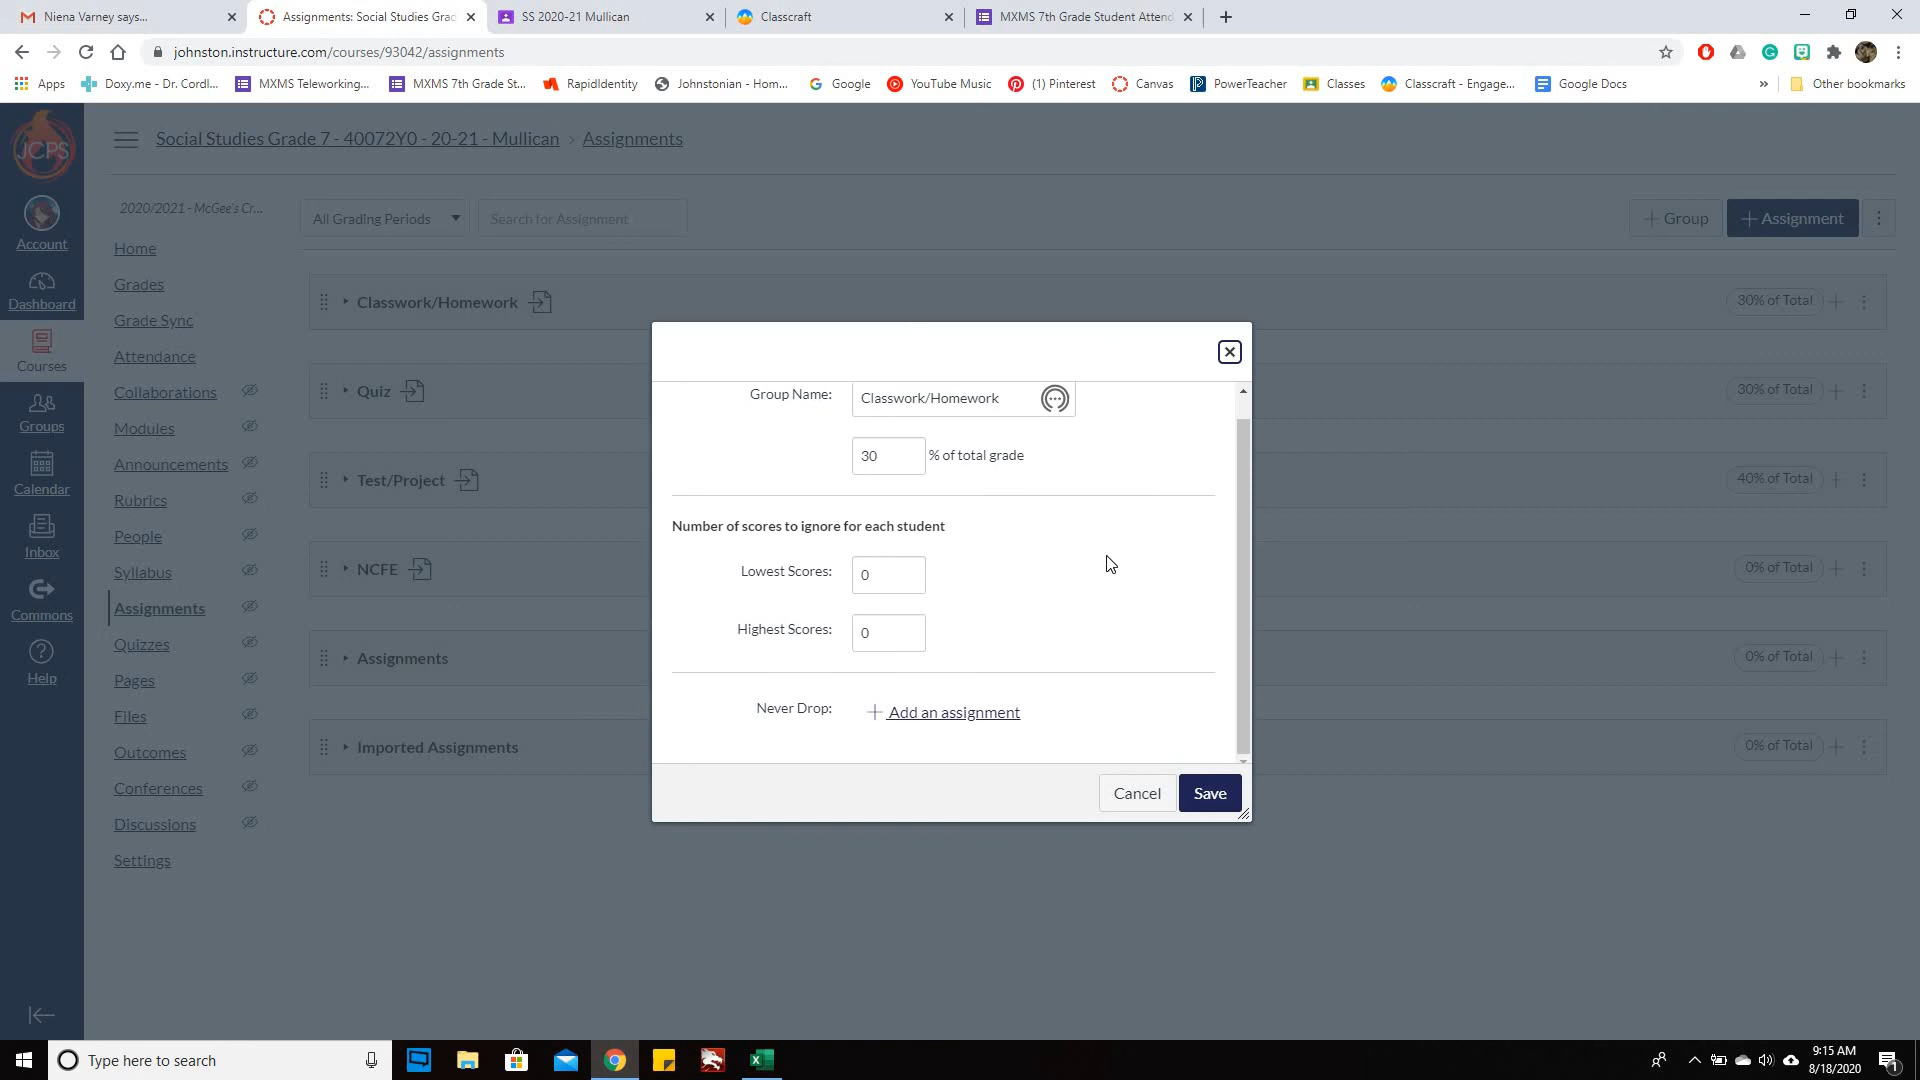 Niena Varney says...
Assignments: Social Studies Grad
SS 2020-21 Mullican
Classcraft
MXMS 7th Grade Student Attend
johnston.instructure.com/courses/93042/assignments
Apps
Doxy.me - Dr. Cordl...
MXMS Teleworking...
MXMS 7th Grade St...
RapidIdentity
Johnstonian - Hom...
Google
YouTube Music
(1) Pinterest
Canvas
PowerTeacher
Classes
Classcraft - Engage...
Google Docs
»
Other bookmarks
JCPS
Account
Dashboard
Courses
Groups
Calendar
Inbox
Commons
Help
Social Studies Grade 7 - 40072Y0 - 20-21 - Mullican > Assignments
2020/2021 - McGee's Cr...
Home
Grades
Grade Sync
Attendance
Collaborations
Modules
Announcements
Rubrics
People
Syllabus
Assignments
Quizzes
Pages
Files
Outcomes
Conferences
Discussions
Settings
All Grading Periods
Search for Assignment
+ Group
+ Assignment
Classwork/Homework
30% of Total
Quiz
30% of Total
Test/Project
40% of Total
NCFE
0% of Total
Assignments
0% of Total
Imported Assignments
0% of Total
Group Name: Classwork/Homework
30 % of total grade
Number of scores to ignore for each student
Lowest Scores: 0
Highest Scores: 0
Never Drop: + Add an assignment
Cancel
Save
Type here to search
9:15 AM
8/18/2020
1